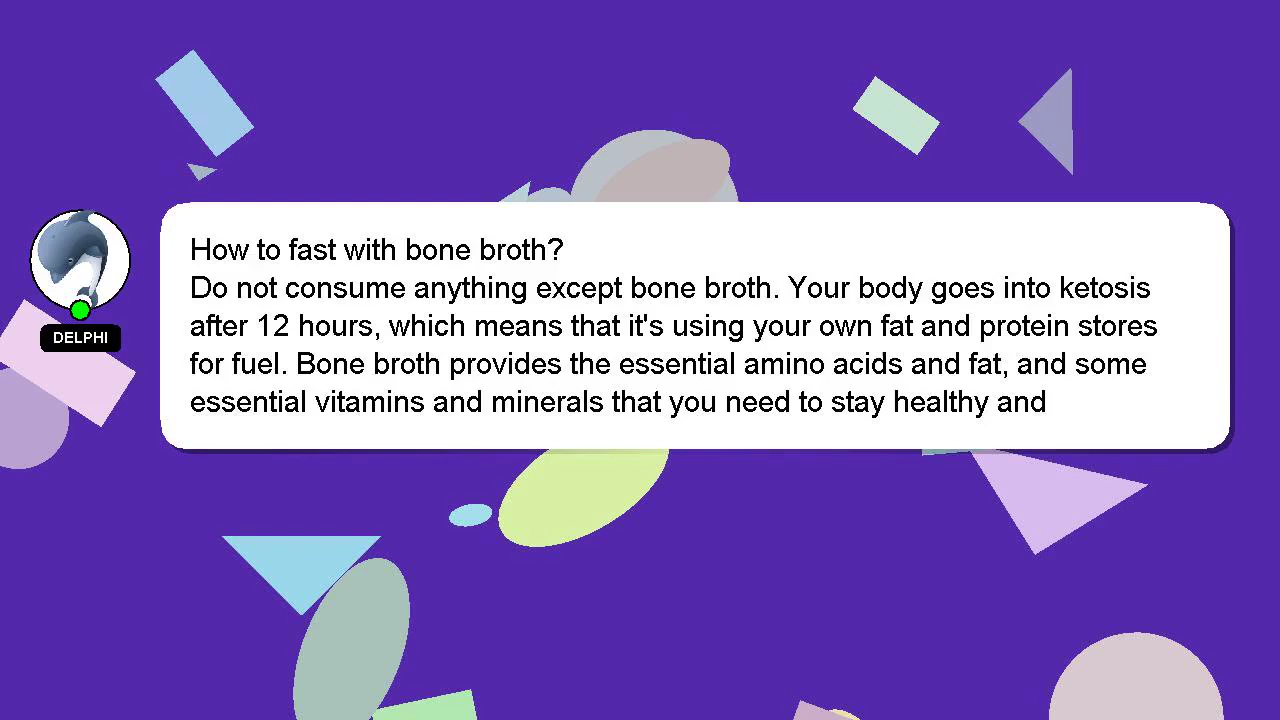 How to fast with bone broth?
Do not consume anything except bone broth. Your body goes into ketosis
after 12 hours, which means that it's using your own fat and protein stores
for fuel. Bone broth provides the essential amino acids and fat, and some
essential vitamins and minerals that you need to stay healthy and
DELPHI